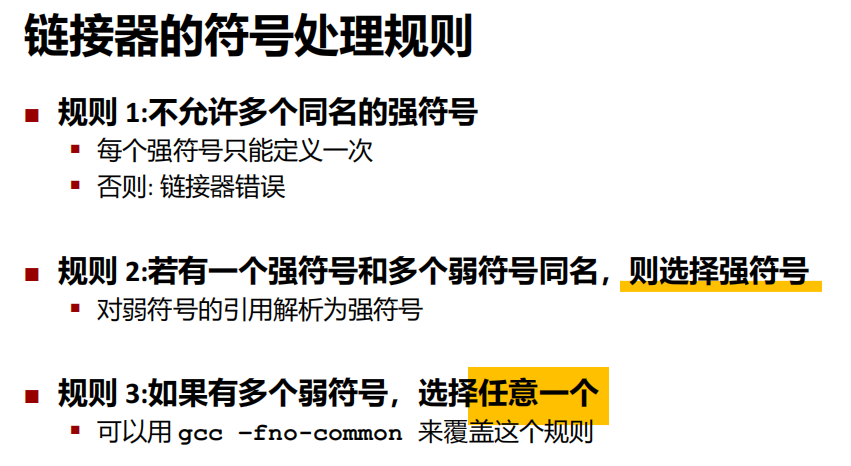 链接器的符号处理规则
规则 1:不允许多个同名的强符号
每个强符号只能定义一次
否则: 链接器错误
规则 2:若有一个强符号和多个弱符号同名，则选择强符号
对弱符号的引用解析为强符号
规则 3:如果有多个弱符号，选择任意一个
可以用 gcc –fno-common 来覆盖这个规则